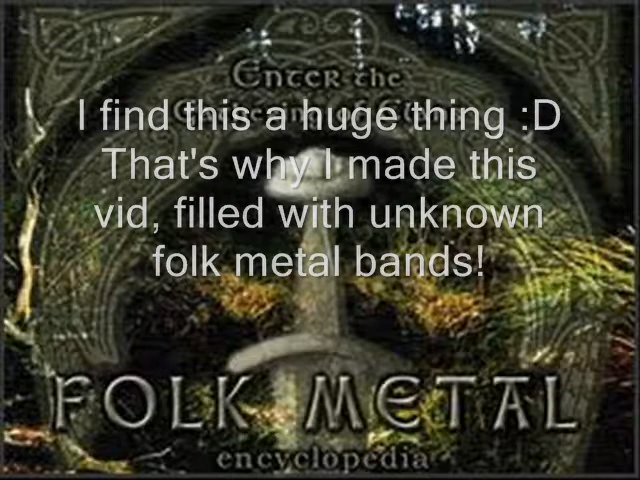 Enter the
I find this a huge thing :D
That's why I made this
vid, filled with unknown
folk metal bands!
FOLK METAL
encyclopedia